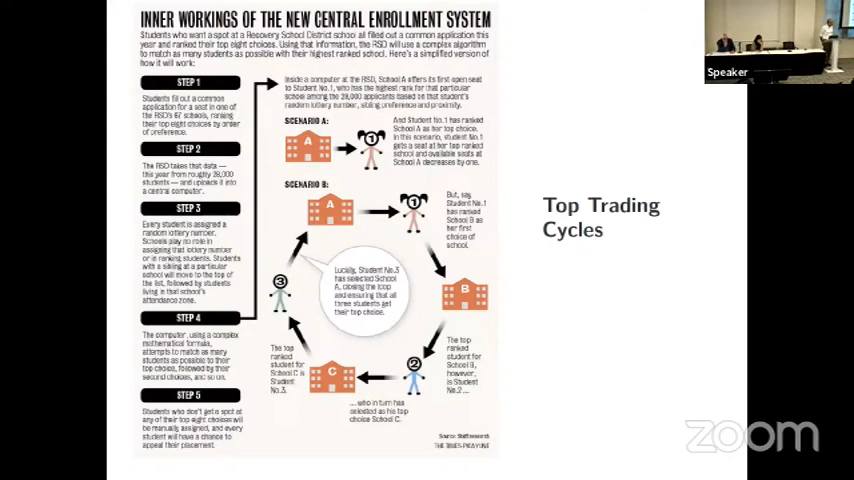 INNER WORKINGS OF THE NEW CENTRAL ENROLLMENT SYSTEM
Students who want a spot at a Recovery School District school all filled out a common application this
year and ranked their top eight choices. Using that information, the RSD will use a complex algorithm
to match as many students as possible with their highest ranked school. Here's a simplified version of
how it will work:
STEP 1
Students fill out a common
application for a seat in one of
the RSD's 67 schools, ranking
their top eight choices by order
of preference.
STEP 2
The RSD takes that data —
this year from roughly 28,000
students — and uploads it into
a central computer.
STEP 3
Every student is assigned a
random lottery number.
Schools play no role in
assigning that lottery number
or in ranking students. Students
with a sibling at a particular
school will move to the top of
the list, followed by students
living in that school's
attendance zone.
STEP 4
The computer, using a complex
mathematical formula,
attempts to match as many
students as possible to their
top choice, followed by their
second choices, and so on.
STEP 5
Students who don't get a spot at
any of their top eight choices will
be manually assigned, and every
student will have a chance to
appeal their placement.
Inside a computer at the RSD, School A offers its first open seat
to Student No.1, who has the highest rank for that particular
school among the 28,000 applicants based on that student's
random lottery number, sibling preference and proximity.
SCENARIO A:
A
1
And Student No.1 has ranked
School A as her top choice.
In this scenario, student No.1
gets a seat at her top ranked
school and available seats at
School A decreases by one.
SCENARIO B:
A
1
But, say
Student No.1
has ranked
School B as
her first
choice of
school.
B
The top
ranked
student for
School B,
however,
is Student
No.2 ...
2
... who in turn has
selected as his top
choice School C.
C
The top
ranked
student for
School C is
Student
No.3.
3
Luckily, Student No.3
has selected School
A, closing the loop
and ensuring that all
three students get
their top choice.
Source: Staff research
THE TIMES-PICAYUNE
Top Trading
Cycles
Speaker
zoom